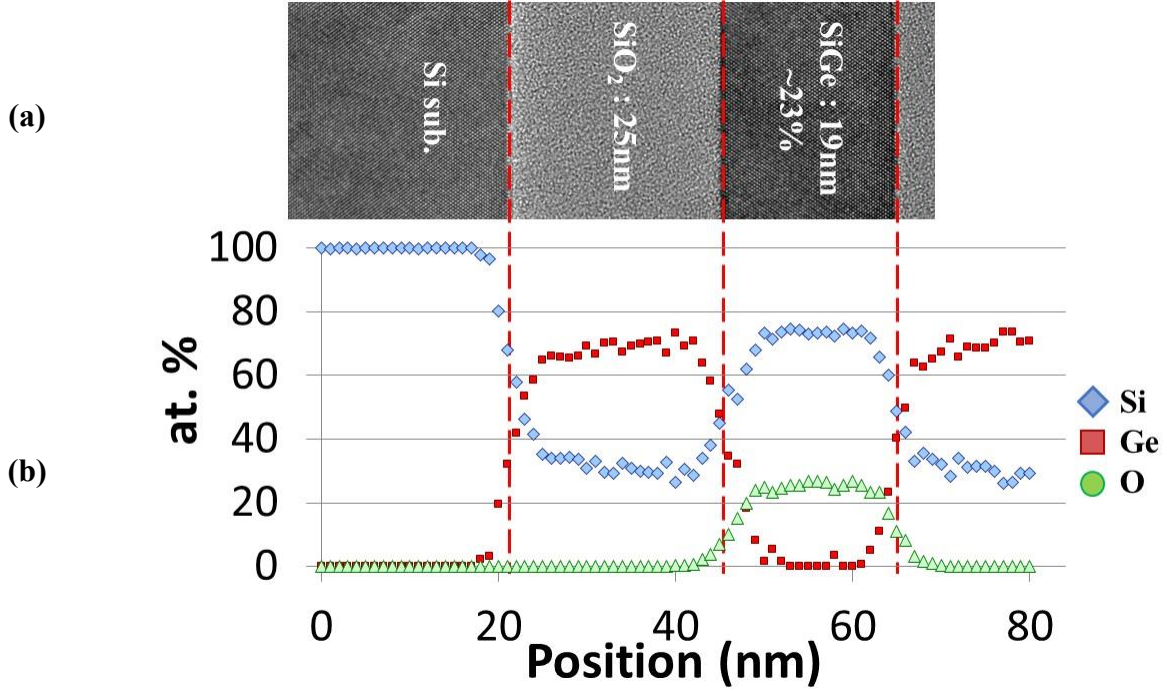 (a)
Si sub.
SiO₂ : 25nm
SiGe : 19nm
~23%
(b)
at. %
100
80
60
40
20
0
0 20 40 60 80
Position (nm)
Si
Ge
O